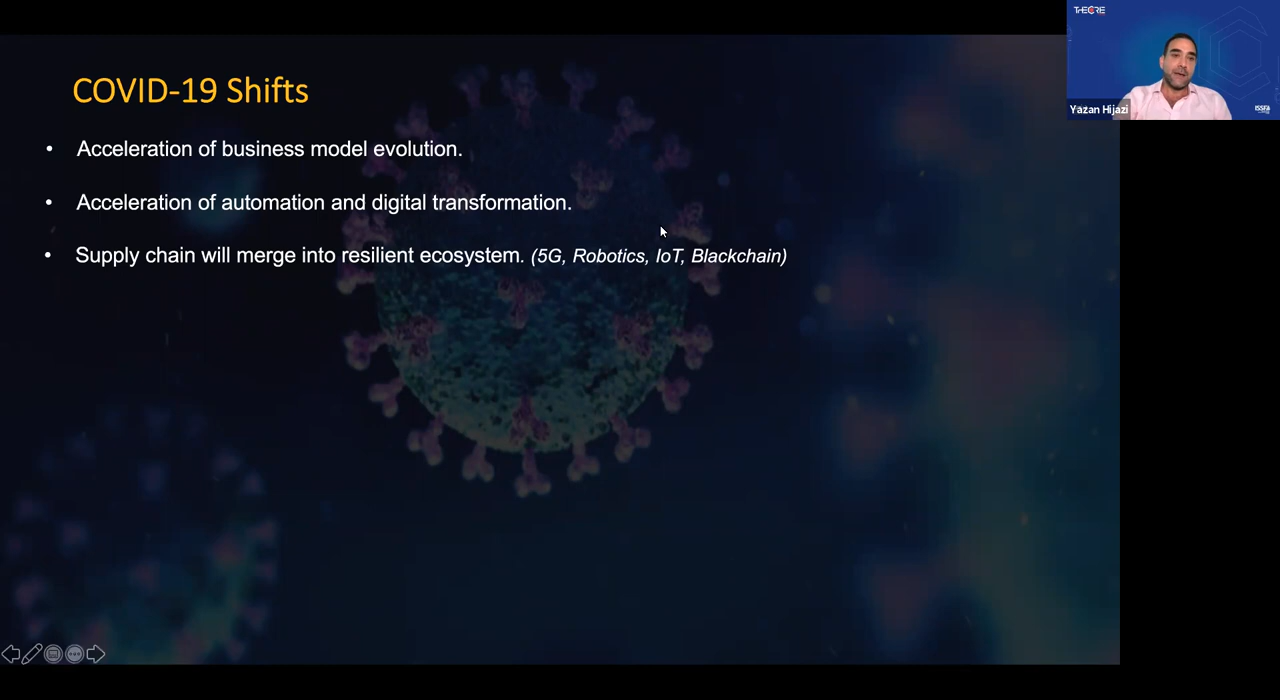 COVID-19 Shifts
• Acceleration of business model evolution.
• Acceleration of automation and digital transformation.
• Supply chain will merge into resilient ecosystem. (5G, Robotics, IoT, Blackchain)
THECRE
Yazan Hijazi